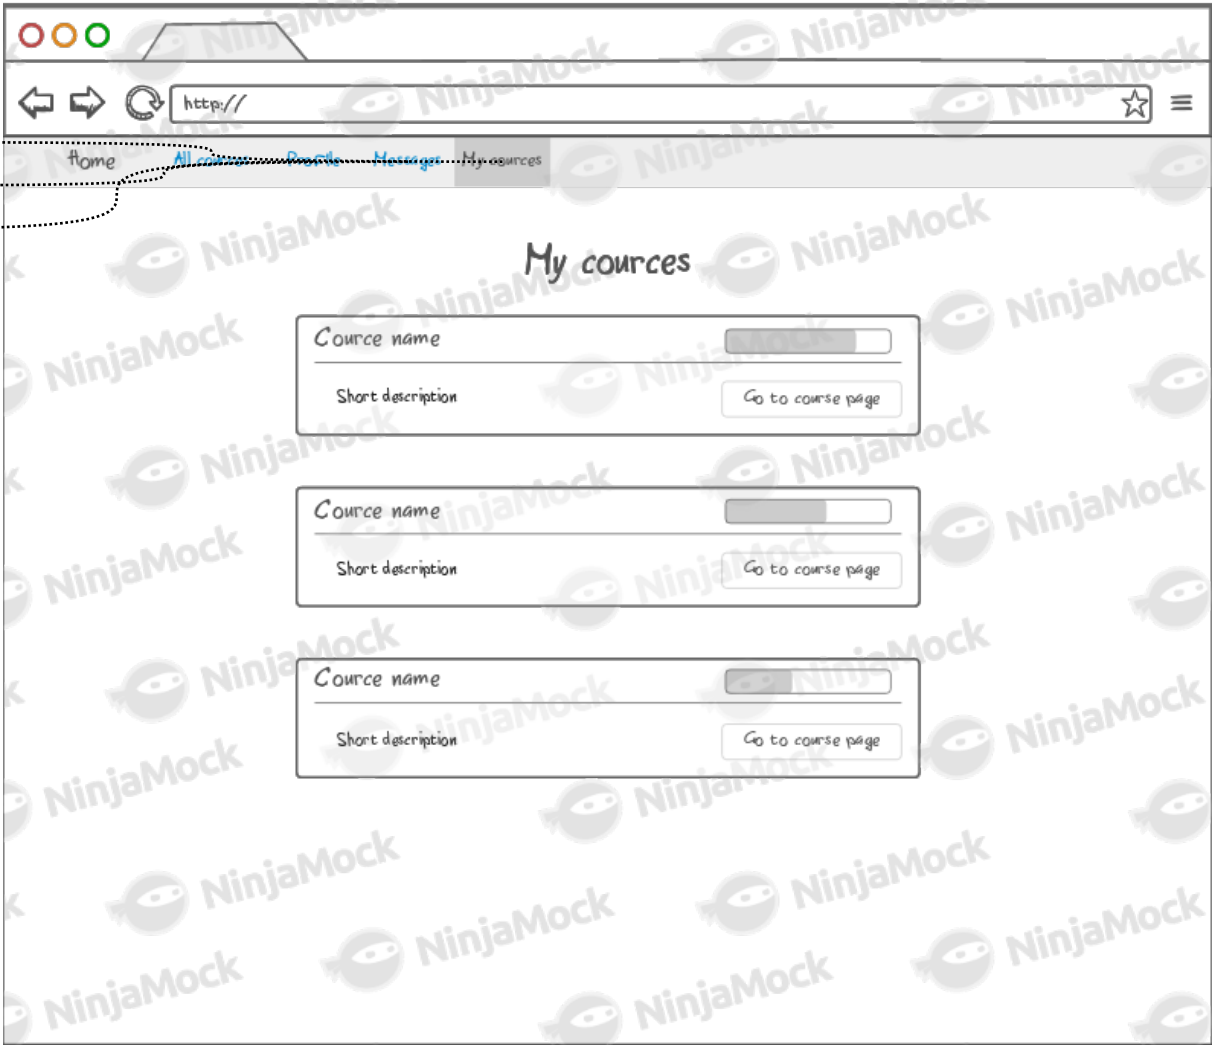 http://
Home All courses Profile Messages My cources
My cources
Cource name
Short description Go to course page
Cource name
Short description Go to course page
Cource name
Short description Go to course page
NinjaMock